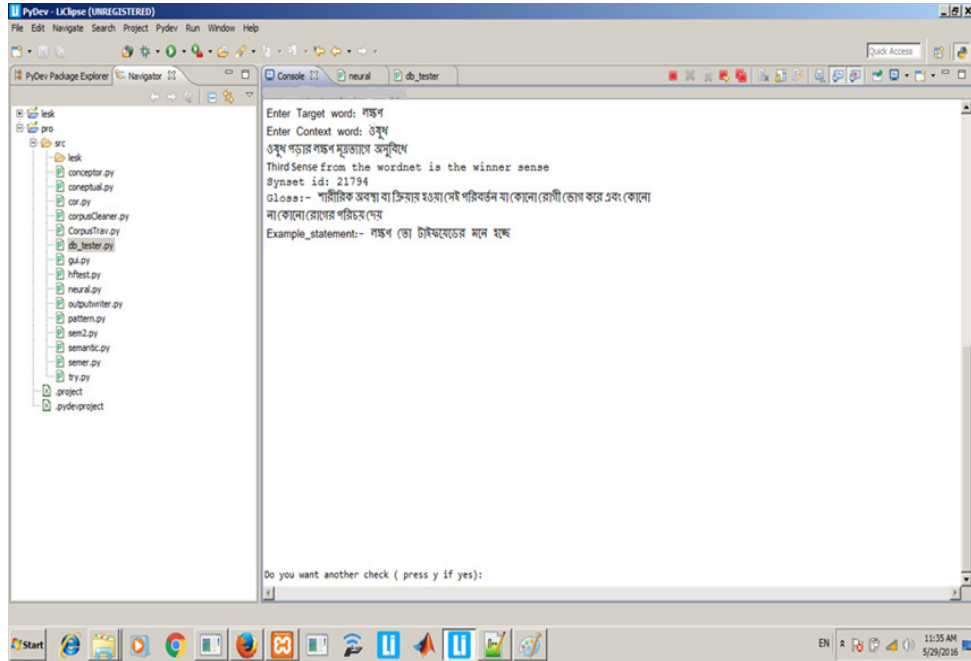 PyDev - LiClipse (UNREGISTERED)
File Edit Navigate Search Project Pydev Run Window Help
Quick Access
PyDev Package Explorer Navigator
Console neural db_tester
lesk
pro
src
lesk
conceptor.py
coneptual.py
cor.py
corpusCleaner.py
CorpusTrav.py
db_tester.py
gui.py
hftest.py
neural.py
outputwriter.py
pattern.py
sem2.py
semantic.py
semer.py
try.py
.project
.pydevproject
Enter Target word: লক্ষণ
Enter Context word: ওষুধ
ওষুধ পড়ার লক্ষণ মূত্রত্যাগে অসুবিধে
Third Sense from the wordnet is the winner sense
Synset id: 21794
Gloss:- শারীরিক অবস্থা বা ক্রিয়ায় হওয়া সেই পরিবর্তন যা কোনো রোগী ভোগ করে এবং কোনো
না কোনো রোগের পরিচয় দেয়
Example_statement:- লক্ষণ তো টাইফয়েডের মনে হচ্ছে
Do you want another check ( press y if yes):
Start
EN
11:35 AM
5/29/2016